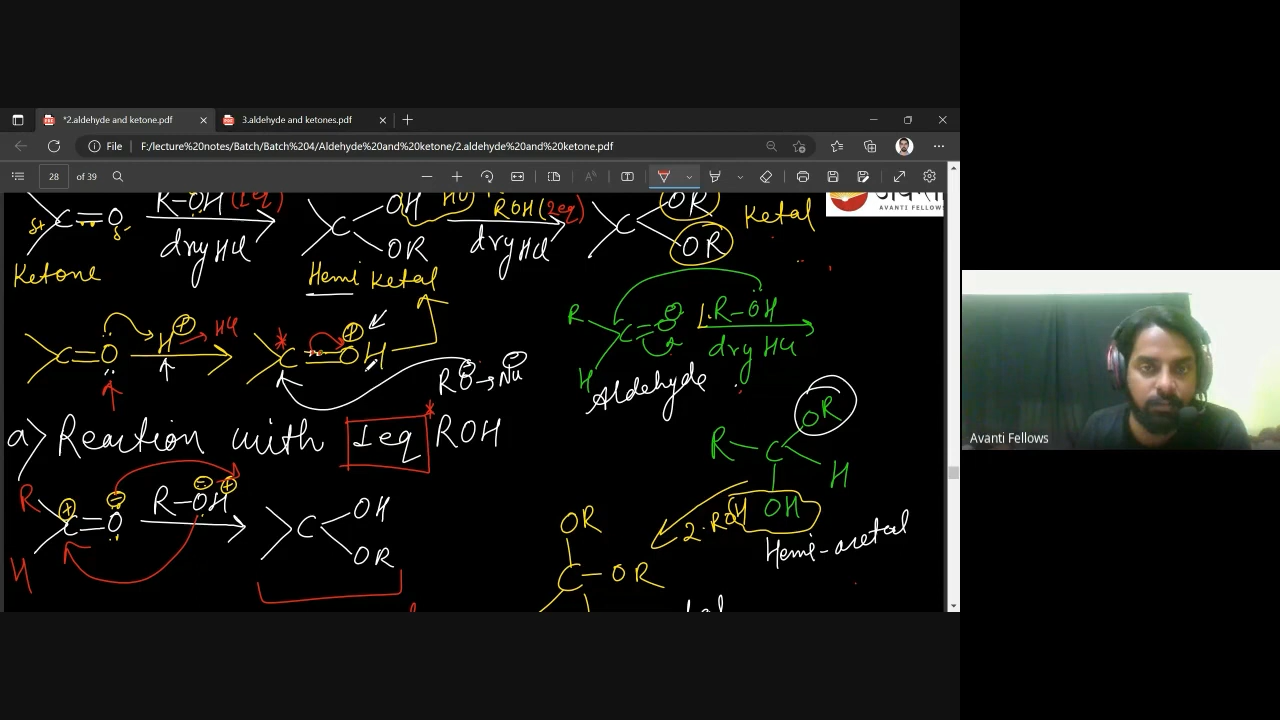 *2.aldehyde and ketone.pdf
3.aldehyde and ketones.pdf
File
F:/lecture%20notes/Batch/Batch%204/Aldehyde%20and%20ketone/2.aldehyde%20and%20ketone.pdf
28 of 39
AVANTI FELLOWS
δ+ C=O δ-
R-OH (1eq)
dry HCl
C OH OR
ROH (2eq)
dry HCl
C OR OR
Ketal
Ketone
Hemi Ketal
C=O
H⊕ → HCl
* C=O⊕H
RO⊖ → Nu⊖
R C=O H
1. R-OH
dry HCl
Aldehyde
a) Reaction with 1eq* ROH
R-C OR H
OH
Hemi-acetal
R H C⊕=O⊖
R-O⊖H⊕
C OH OR
2. ROH
OR
C-OR
Avanti Fellows